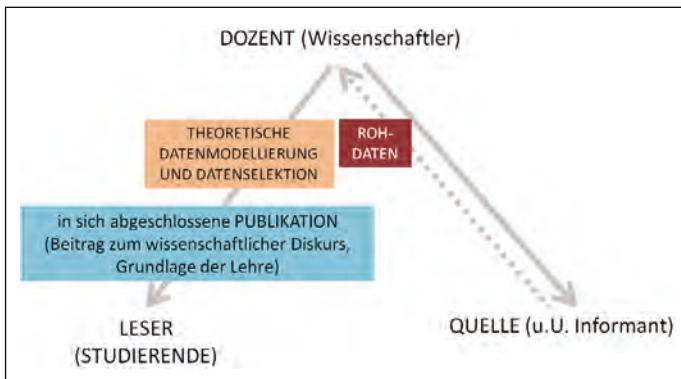 DOZENT (Wissenschaftler)
THEORETISCHE
DATENMODELLIERUNG
UND DATENSELEKTION
ROH-
DATEN
in sich abgeschlossene PUBLIKATION
(Beitrag zum wissenschaftlicher Diskurs,
Grundlage der Lehre)
LESER
(STUDIERENDE)
QUELLE (u.U. Informant)